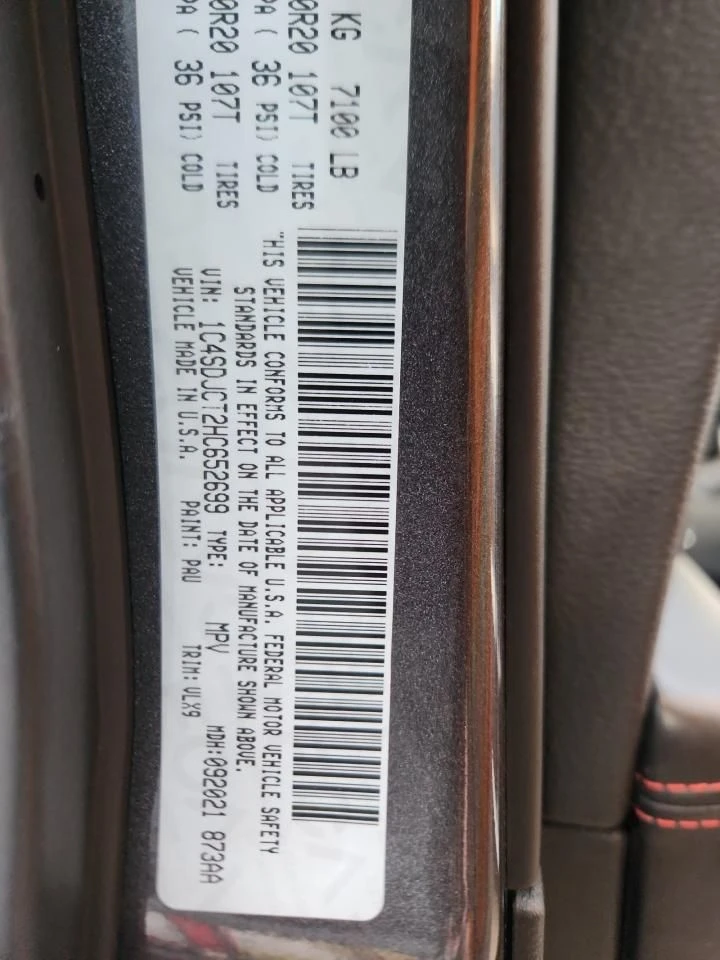 KG 7100 LB
0R20 107T TIRES
PA ( 36 PSI) COLD
0R20 107T TIRES
PA ( 36 PSI) COLD
HIS VEHICLE CONFORMS TO ALL APPLICABLE U.S.A. FEDERAL MOTOR VEHICLE SAFETY
STANDARDS IN EFFECT ON THE DATE OF MANUFACTURE SHOWN ABOVE.
VIN: 1C4SDJCT2HC652699 TYPE: MPV MDH:092021 873AA
VEHICLE MADE IN U.S.A. PAINT: PAU TRIM: VLX9